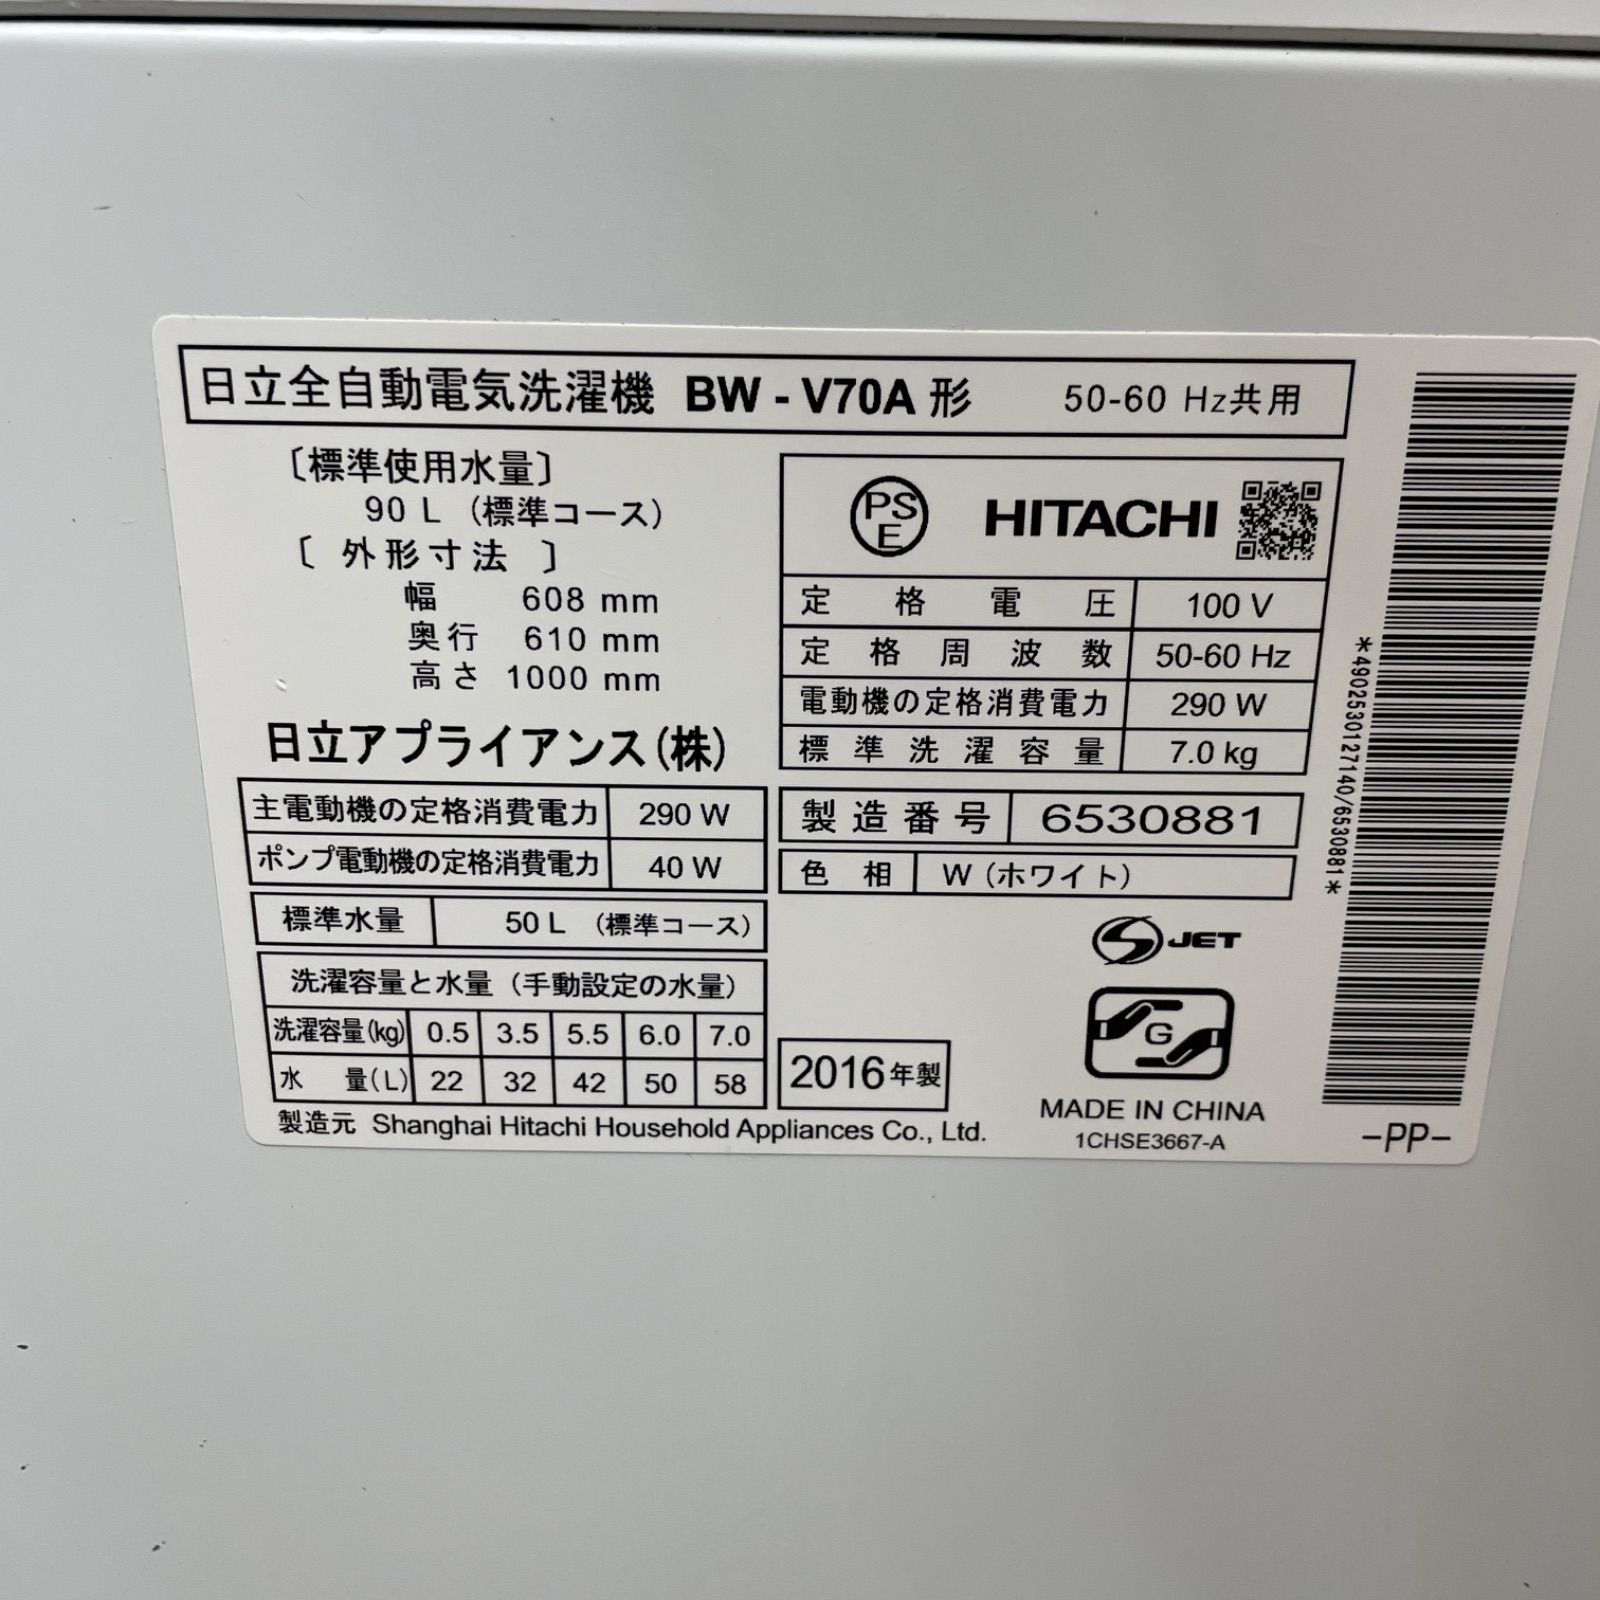 日立全自動電気洗濯機 BW-V70A 形 50-60 Hz共用
〔標準使用水量〕
90 L (標準コース)
〔 外形寸法 〕
幅 608 mm
奥行 610 mm
高さ 1000 mm
日立アプライアンス(株)
主電動機の定格消費電力 290 W
ポンプ電動機の定格消費電力 40 W
標準水量 50 L (標準コース)
洗濯容量と水量 (手動設定の水量)
洗濯容量(kg) 0.5 3.5 5.5 6.0 7.0
水 量(L) 22 32 42 50 58
製造元 Shanghai Hitachi Household Appliances Co., Ltd.
PSE HITACHI
定格電圧 100 V
定格周波数 50-60 Hz
電動機の定格消費電力 290 W
標準洗濯容量 7.0 kg
製造番号 6530881
色相 W (ホワイト)
S JET
G
2016年製
MADE IN CHINA
1CHSE3667-A
*4902530127140/6530881*
-PP-